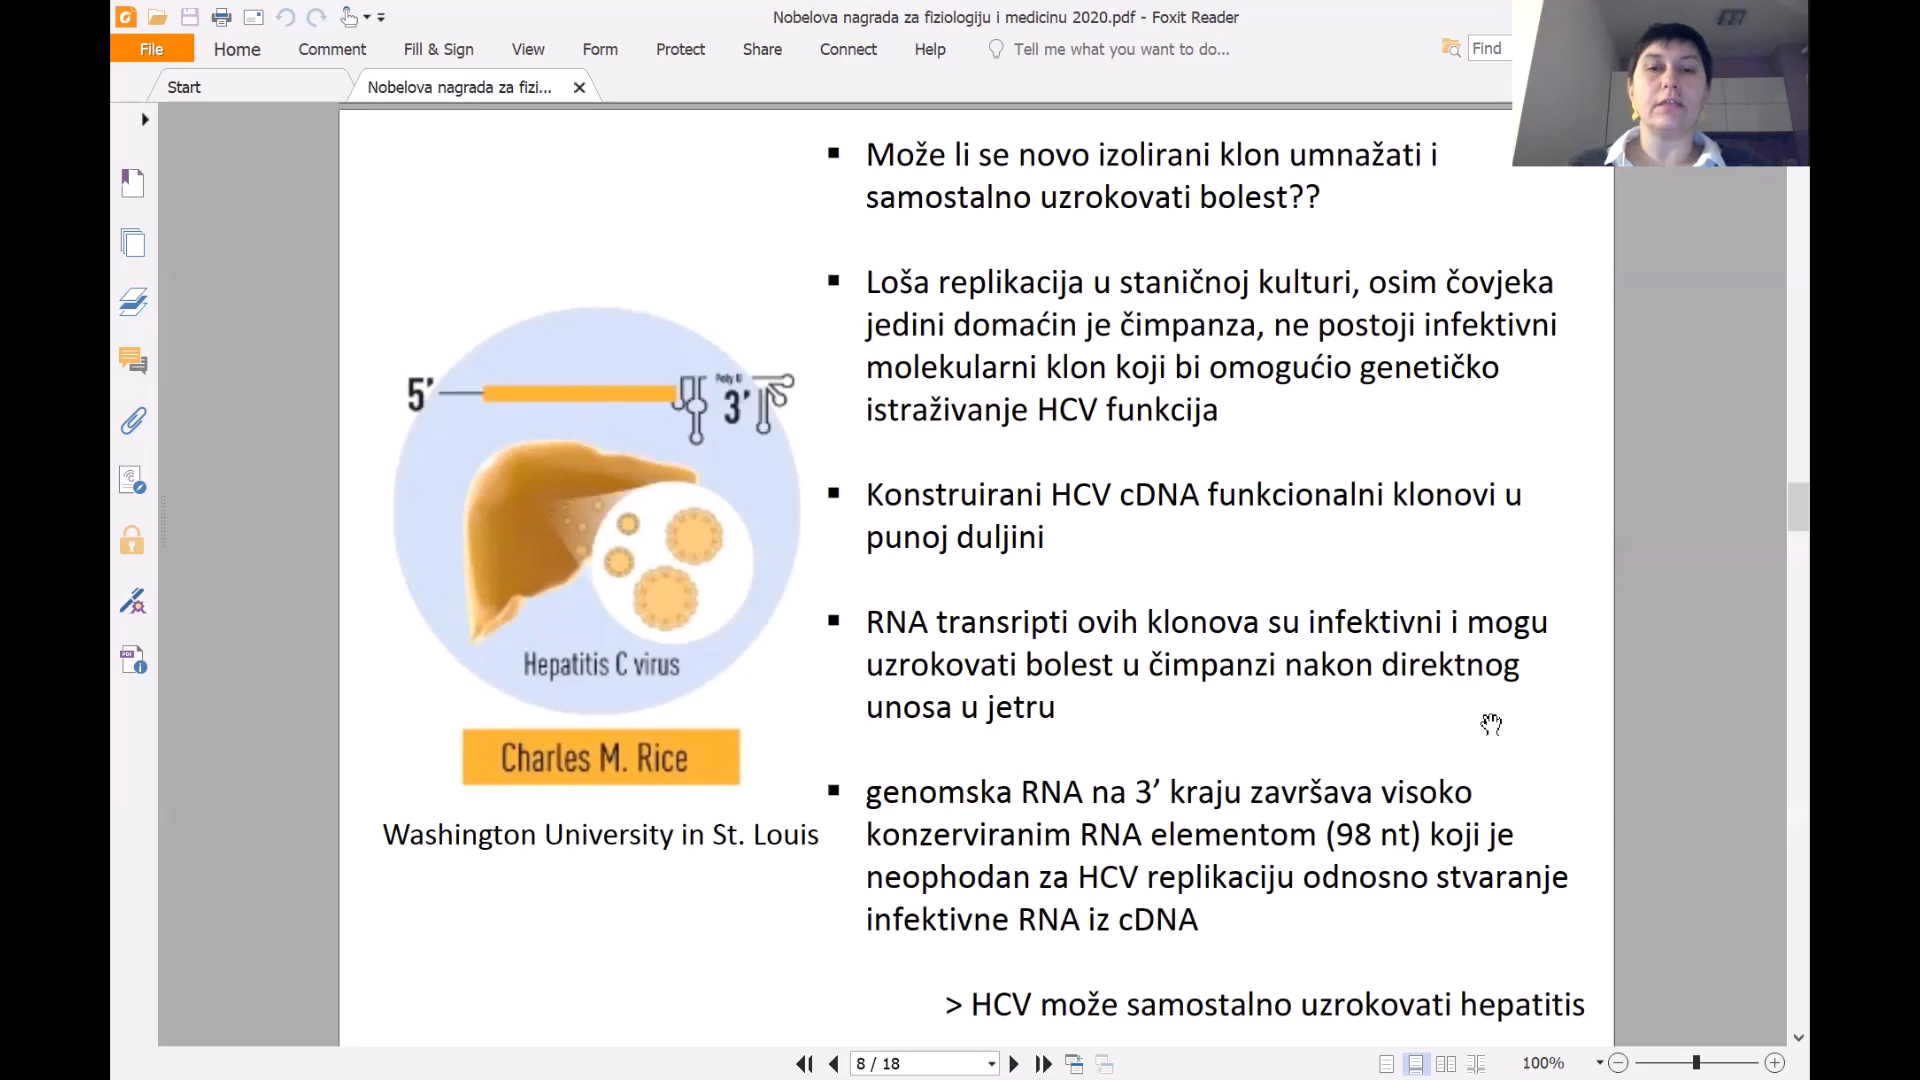 Nobelova nagrada za fiziologiju i medicinu 2020.pdf - Foxit Reader
File Home Comment Fill & Sign View Form Protect Share Connect Help Tell me what you want to do... Find
Start Nobelova nagrada za fizi...
▪ Može li se novo izolirani klon umnažati i
samostalno uzrokovati bolest??
▪ Loša replikacija u staničnoj kulturi, osim čovjeka
jedini domaćin je čimpanza, ne postoji infektivni
molekularni klon koji bi omogućio genetičko
istraživanje HCV funkcija
▪ Konstruirani HCV cDNA funkcionalni klonovi u
punoj duljini
▪ RNA transripti ovih klonova su infektivni i mogu
uzrokovati bolest u čimpanzi nakon direktnog
unosa u jetru
▪ genomska RNA na 3’ kraju završava visoko
konzerviranim RNA elementom (98 nt) koji je
neophodan za HCV replikaciju odnosno stvaranje
infektivne RNA iz cDNA
> HCV može samostalno uzrokovati hepatitis
5’ Poly U 3’
Hepatitis C virus
Charles M. Rice
Washington University in St. Louis
8 / 18
100%